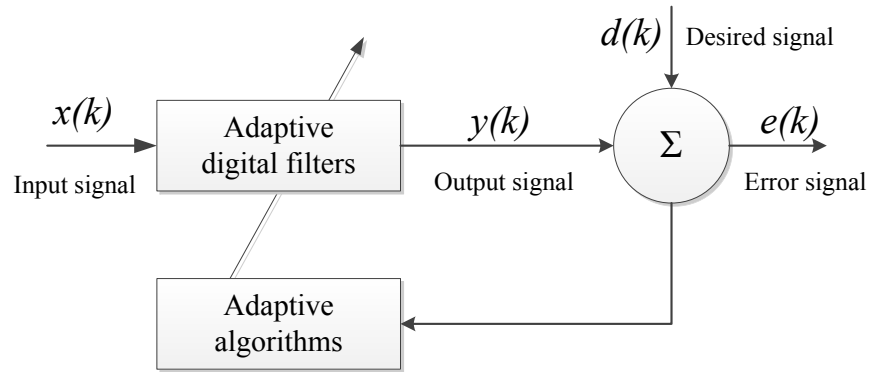 d(k) Desired signal
x(k)
Input signal
Adaptive
digital filters
y(k)
Output signal
Σ
e(k)
Error signal
Adaptive
algorithms